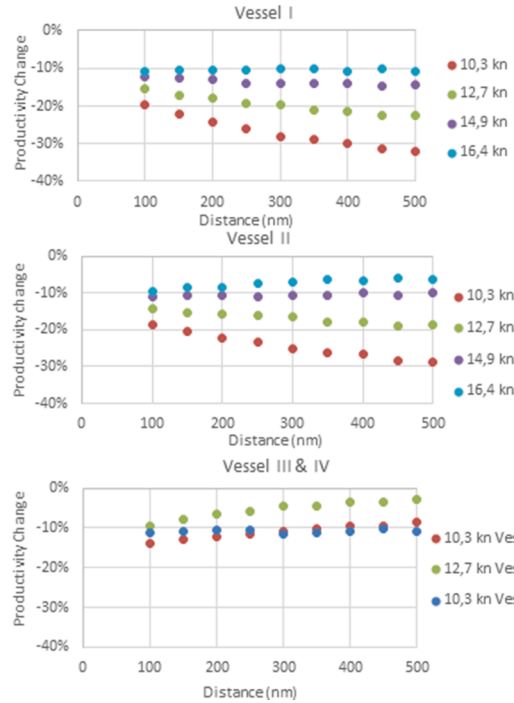 Vessel I
0%
-10%
-20%
-30%
-40%
Productivity Change
0
100
200
300
400
500
Distance (nm)
10,3 kn
12,7 kn
14,9 kn
16,4 kn
Vessel II
0%
-10%
-20%
-30%
-40%
Productivity change
0
100
200
300
400
500
Distance (nm)
10,3 kn
12,7 kn
14,9 kn
16,4 kn
Vessel III & IV
0%
-10%
-20%
-30%
-40%
Productivity Change
0
100
200
300
400
500
Distance (nm)
10,3 kn Ves
12,7 kn Ves
10,3 kn Ves